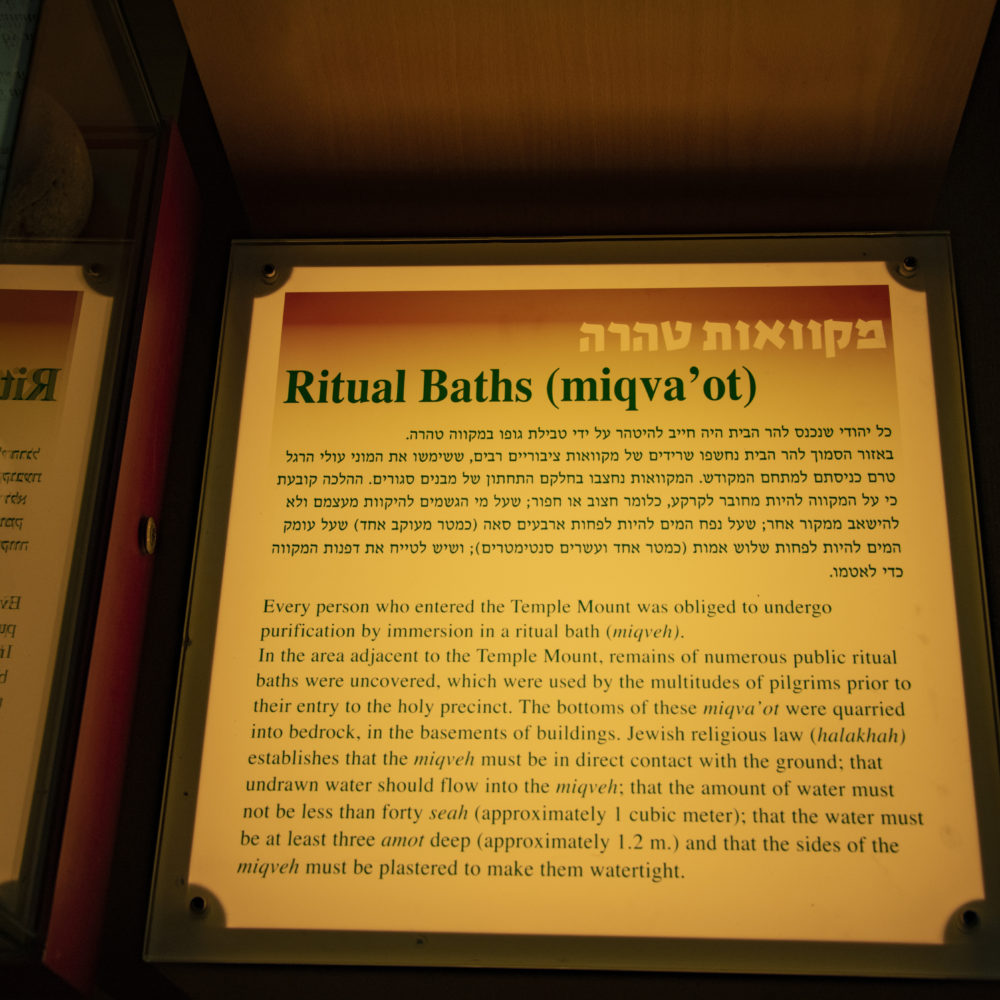 מקוואות טהרה
Ritual Baths (miqva’ot)
כל יהודי שנכנס להר הבית היה חייב להיטהר על ידי טבילת גופו במקווה טהרה.
באזור הסמוך להר הבית נחשפו שרידים של מקוואות ציבוריים רבים, ששימשו את המוני עולי הרגל
טרם כניסתם למתחם המקודש. המקוואות נחצבו בחלקם התחתון של מבנים סגורים. ההלכה קובעת
כי על המקווה להיות מחובר לקרקע, כלומר חצוב או חפור; שעל מי הגשמים להיקוות מעצמם ולא
להישאב ממקור אחר; שעל נפח המים להיות לפחות ארבעים סאה (כמטר מעוקב אחד) שעל עומק
המים להיות לפחות שלוש אמות (כמטר אחד ועשרים סנטימטרים); ושיש לטייח את דפנות המקווה
כדי לאטמו.
Every person who entered the Temple Mount was obliged to undergo
purification by immersion in a ritual bath (miqveh).
In the area adjacent to the Temple Mount, remains of numerous public ritual
baths were uncovered, which were used by the multitudes of pilgrims prior to
their entry to the holy precinct. The bottoms of these miqva’ot were quarried
into bedrock, in the basements of buildings. Jewish religious law (halakhah)
establishes that the miqveh must be in direct contact with the ground; that
undrawn water should flow into the miqveh; that the amount of water must
not be less than forty seah (approximately 1 cubic meter); that the water must
be at least three amot deep (approximately 1.2 m.) and that the sides of the
miqveh must be plastered to make them watertight.